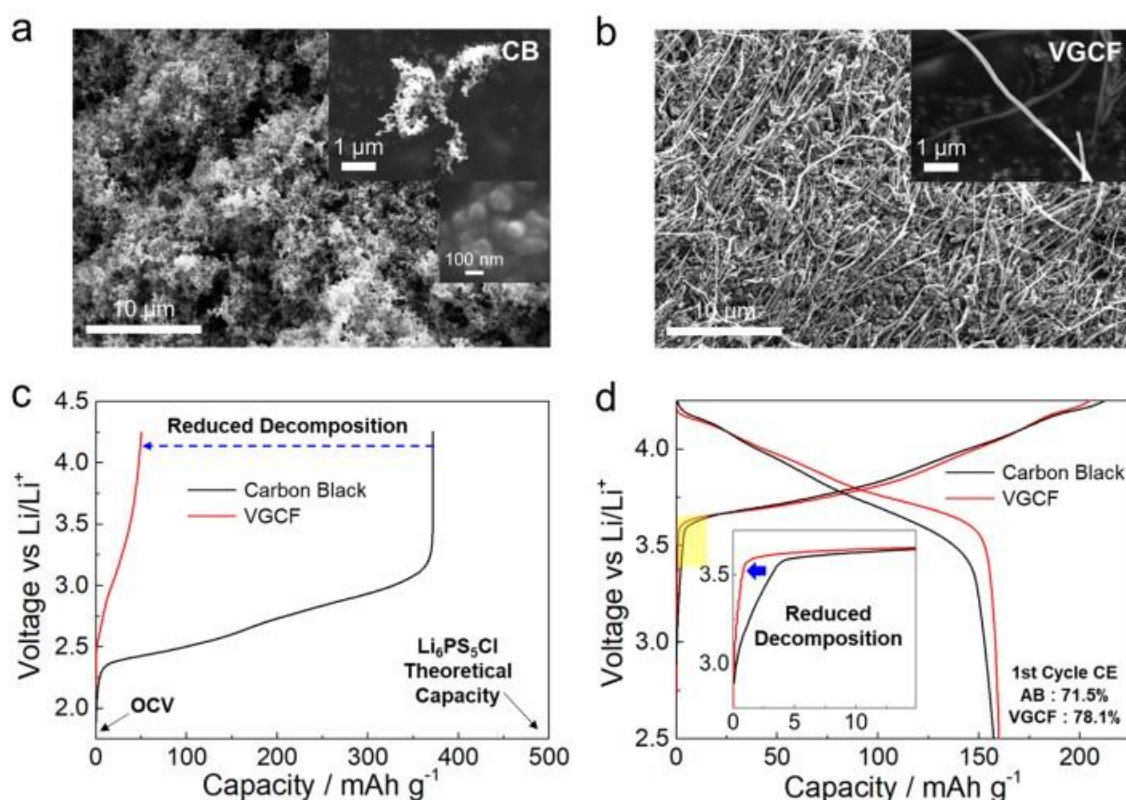 a
CB
1 µm
100 nm
10 µm
b
VGCF
1 µm
10 µm
c
4.5
4.0
3.5
3.0
2.5
2.0
Voltage vs Li/Li⁺
Reduced Decomposition
Carbon Black
VGCF
OCV
Li₆PS₅Cl
Theoretical
Capacity
0 100 200 300 400 500
Capacity / mAh g⁻¹
d
4.0
3.5
3.0
2.5
Voltage vs Li/Li⁺
Carbon Black
VGCF
3.5
3.0
Reduced
Decomposition
0 5 10
1st Cycle CE
AB : 71.5%
VGCF : 78.1%
0 50 100 150 200
Capacity / mAh g⁻¹